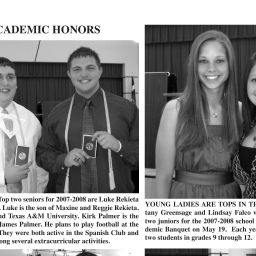 CADEMIC HONORS
Top two seniors for 2007-2008 are Luke Rekieta
. Luke is the son of Maxine and Reggie Rekieta.
nd Texas A&M University. Kirk Palmer is the
James Palmer. He plans to play football at the
They were both active in the Spanish Club and
ong several extracurricular activities.
YOUNG LADIES ARE TOPS IN TH
tany Greensage and Lindsay Fulco w
two juniors for the 2007-2008 school
demic Banquet on May 19. Each ye
two students in grades 9 through 12.